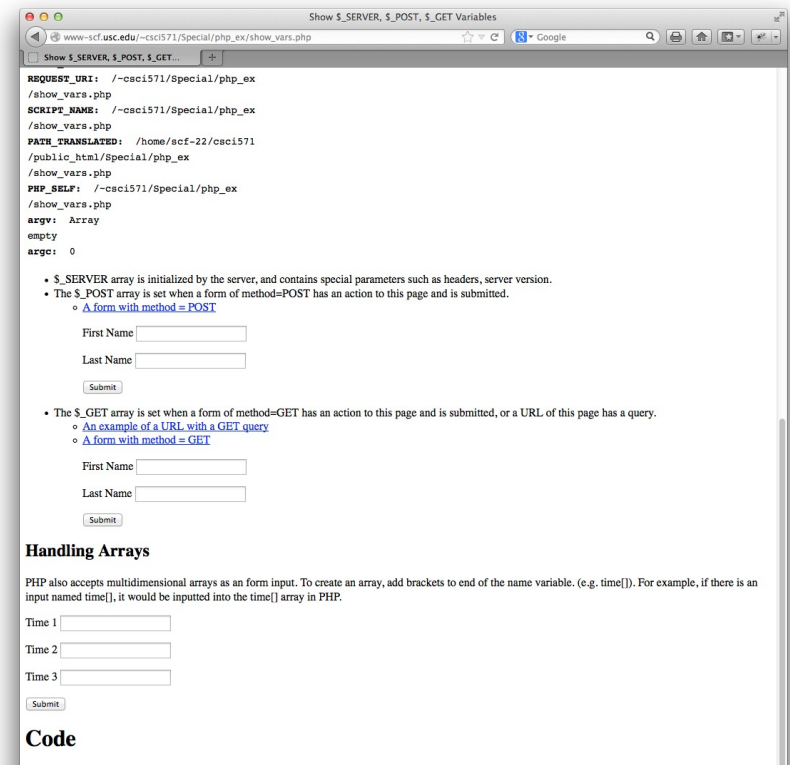 Show $_SERVER, $_POST, $_GET Variables
www-scf.usc.edu/~csci571/Special/php_ex/show_vars.php
Google
Show $_SERVER, $_POST, $_GET...
REQUEST_URI: /~csci571/Special/php_ex
/show_vars.php
SCRIPT_NAME: /~csci571/Special/php_ex
/show_vars.php
PATH_TRANSLATED: /home/scf-22/csci571
/public_html/Special/php_ex
/show_vars.php
PHP_SELF: /~csci571/Special/php_ex
/show_vars.php
argv: Array
empty
argc: 0
• $_SERVER array is initialized by the server, and contains special parameters such as headers, server version.
• The $_POST array is set when a form of method=POST has an action to this page and is submitted.
A form with method = POST
First Name
Last Name
Submit
• The $_GET array is set when a form of method=GET has an action to this page and is submitted, or a URL of this page has a query.
An example of a URL with a GET query
A form with method = GET
First Name
Last Name
Submit
Handling Arrays
PHP also accepts multidimensional arrays as an form input. To create an array, add brackets to end of the name variable. (e.g. time[]). For example, if there is an
input named time[], it would be inputted into the time[] array in PHP.
Time 1
Time 2
Time 3
Submit
Code